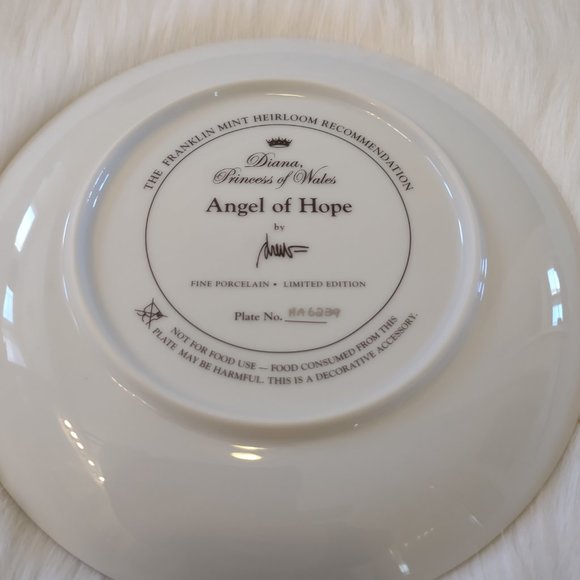 THE FRANKLIN MINT HEIRLOOM RECOMMENDATION
Diana,
Princess of Wales
Angel of Hope
by
FINE PORCELAIN • LIMITED EDITION
Plate No. HA6239
NOT FOR FOOD USE — FOOD CONSUMED FROM THIS
PLATE MAY BE HARMFUL. THIS IS A DECORATIVE ACCESSORY.